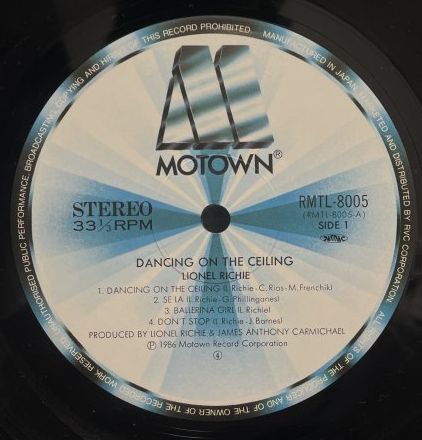 UNAUTHORISED PUBLIC PERFORMANCE, BROADCASTING, COPYING AND HIRING OF THIS RECORD PROHIBITED MANUFACTURED IN JAPAN, MARKETED AND DISTRIBUTED BY RVC CORPORATION
MOTOWN®
STEREO
33⅓RPM
RMTL-8005
(RMTL-8005-A)
SIDE 1
DANCING ON THE CEILING
LIONEL RICHIE
1. DANCING ON THE CEILING (L. Richie-C. Rios-M. Frenchik)
2. SE LA (L. Richie-G. Phillinganes)
3. BALLERINA GIRL (L. Richie)
4. DON'T STOP (L. Richie-J. Barnes)
PRODUCED BY LIONEL RICHIE & JAMES ANTHONY CARMICHAEL
Ⓟ 1986 Motown Record Corporation
④
ALL RIGHTS OF THE PRODUCER AND OF THE OWNER OF THE RECORDED WORK RESERVED